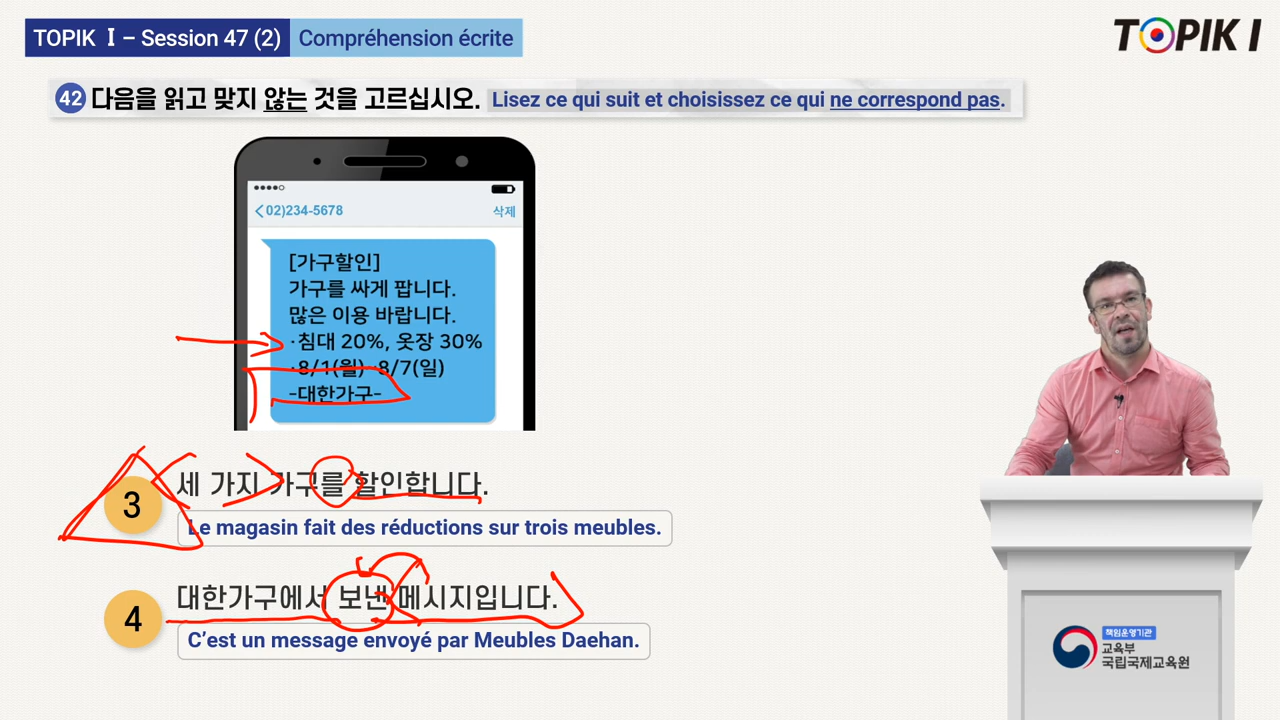 TOPIK I – Session 47 (2) Compréhension écrite
TOPIK I
42 다음을 읽고 맞지 않는 것을 고르십시오. Lisez ce qui suit et choisissez ce qui ne correspond pas.
02)234-5678 삭제
[가구할인]
가구를 싸게 팝니다.
많은 이용 바랍니다.
·침대 20%, 옷장 30%
·8/1(월)~8/7(일)
-대한가구-
3 세 가지 가구를 할인합니다.
Le magasin fait des réductions sur trois meubles.
4 대한가구에서 보낸 메시지입니다.
C’est un message envoyé par Meubles Daehan.
책임운영기관
교육부
국립국제교육원